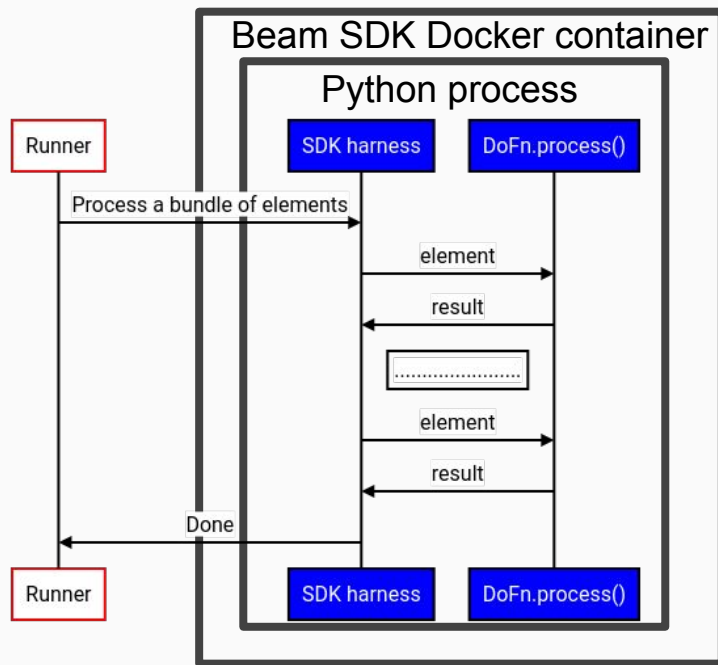 Beam SDK Docker container
Python process
Runner
SDK harness
DoFn.process()
Process a bundle of elements
element
result
.......................
element
result
Done
Runner
SDK harness
DoFn.process()